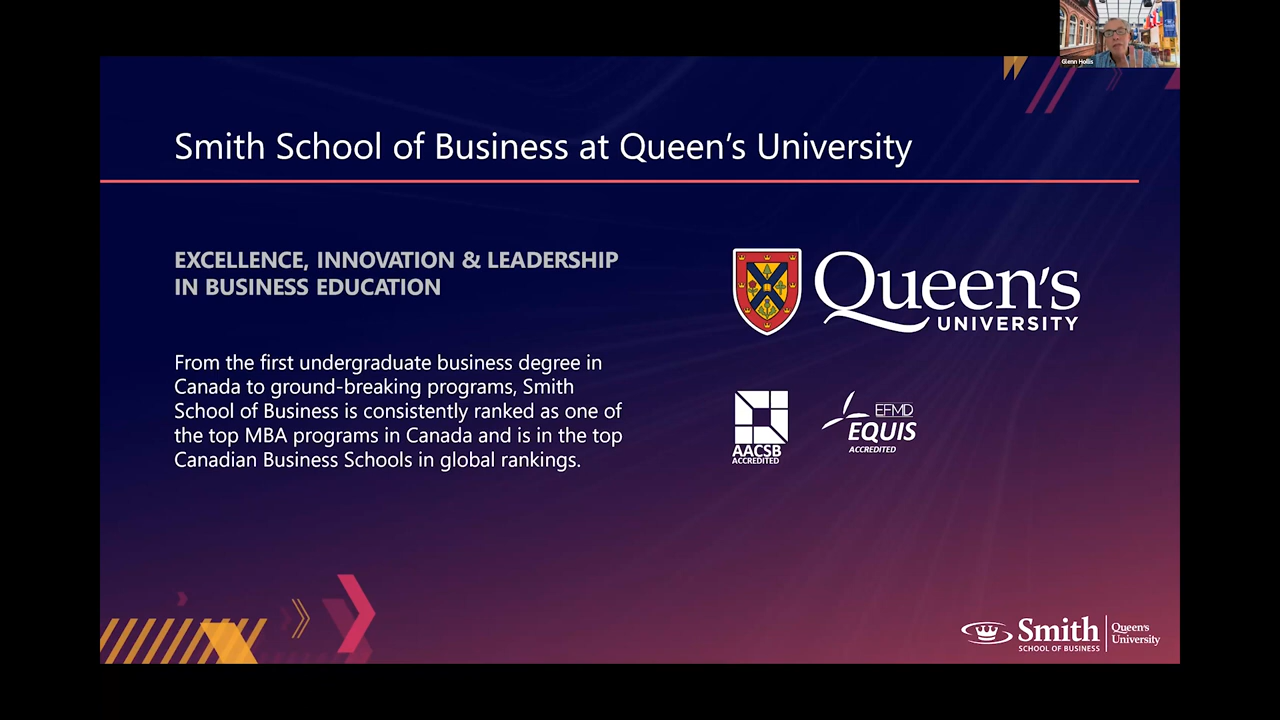 Glenn Hollis
Smith School of Business at Queen's University
EXCELLENCE, INNOVATION & LEADERSHIP
IN BUSINESS EDUCATION
From the first undergraduate business degree in
Canada to ground-breaking programs, Smith
School of Business is consistently ranked as one of
the top MBA programs in Canada and is in the top
Canadian Business Schools in global rankings.
Queen's
UNIVERSITY
AACSB
ACCREDITED
EFMD
EQUIS
ACCREDITED
Smith
SCHOOL OF BUSINESS
Queen's
University